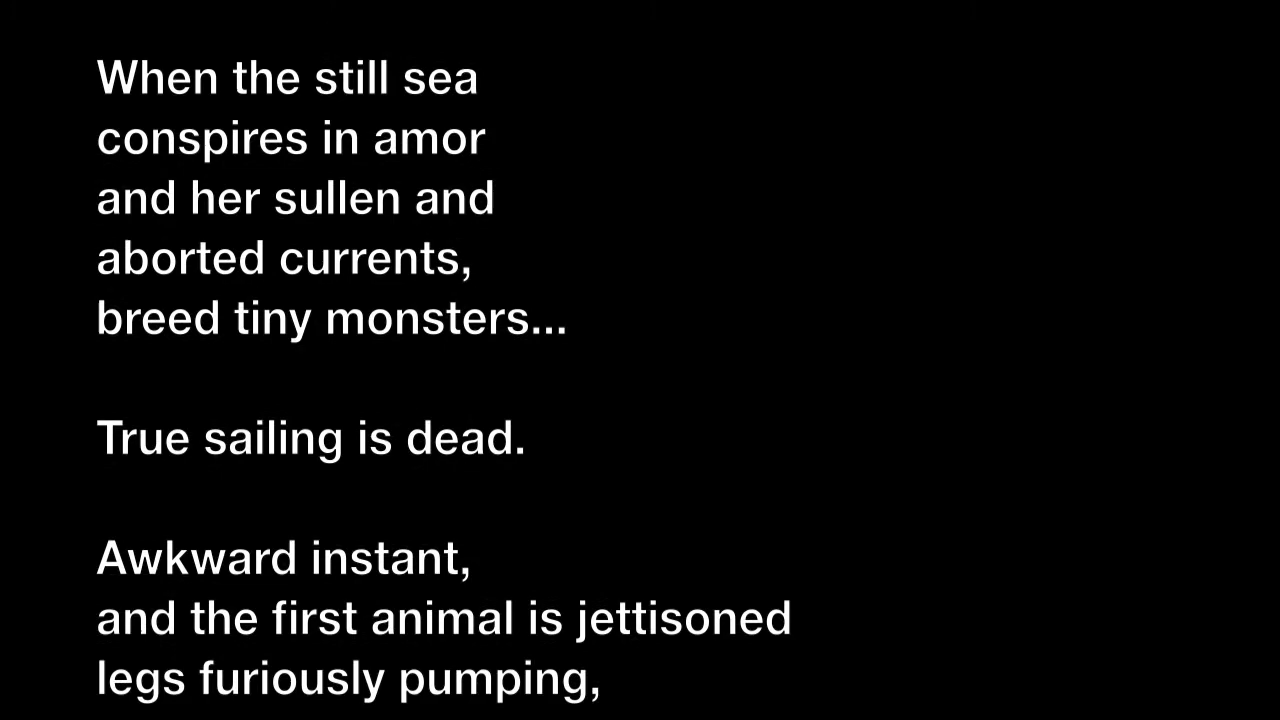 When the still sea
conspires in amor
and her sullen and
aborted currents,
breed tiny monsters...
True sailing is dead.
Awkward instant,
and the first animal is jettisoned
legs furiously pumping,